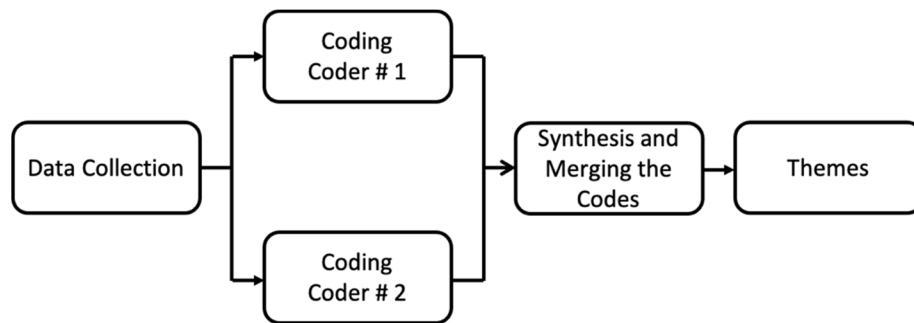 Data Collection
Coding
Coder # 1
Coding
Coder # 2
Synthesis and
Merging the
Codes
Themes